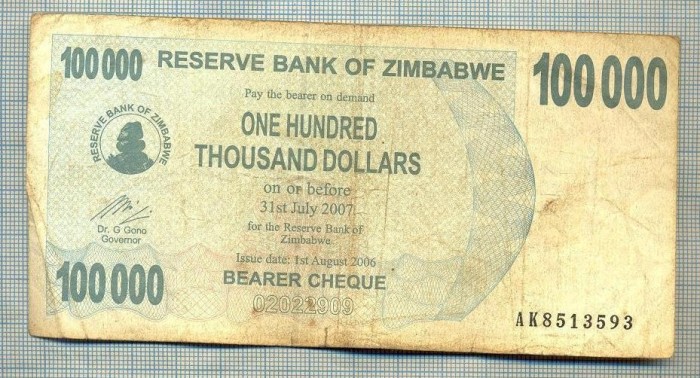 100 000 RESERVE BANK OF ZIMBABWE 100 000
Pay the bearer on demand
RESERVE BANK OF ZIMBABWE
ONE HUNDRED
THOUSAND DOLLARS
on or before
31st July 2007
for the Reserve Bank of
Zimbabwe
Dr. G Gono
Governor
Issue date: 1st August 2006
100 000
BEARER CHEQUE
02022909
AK8513593